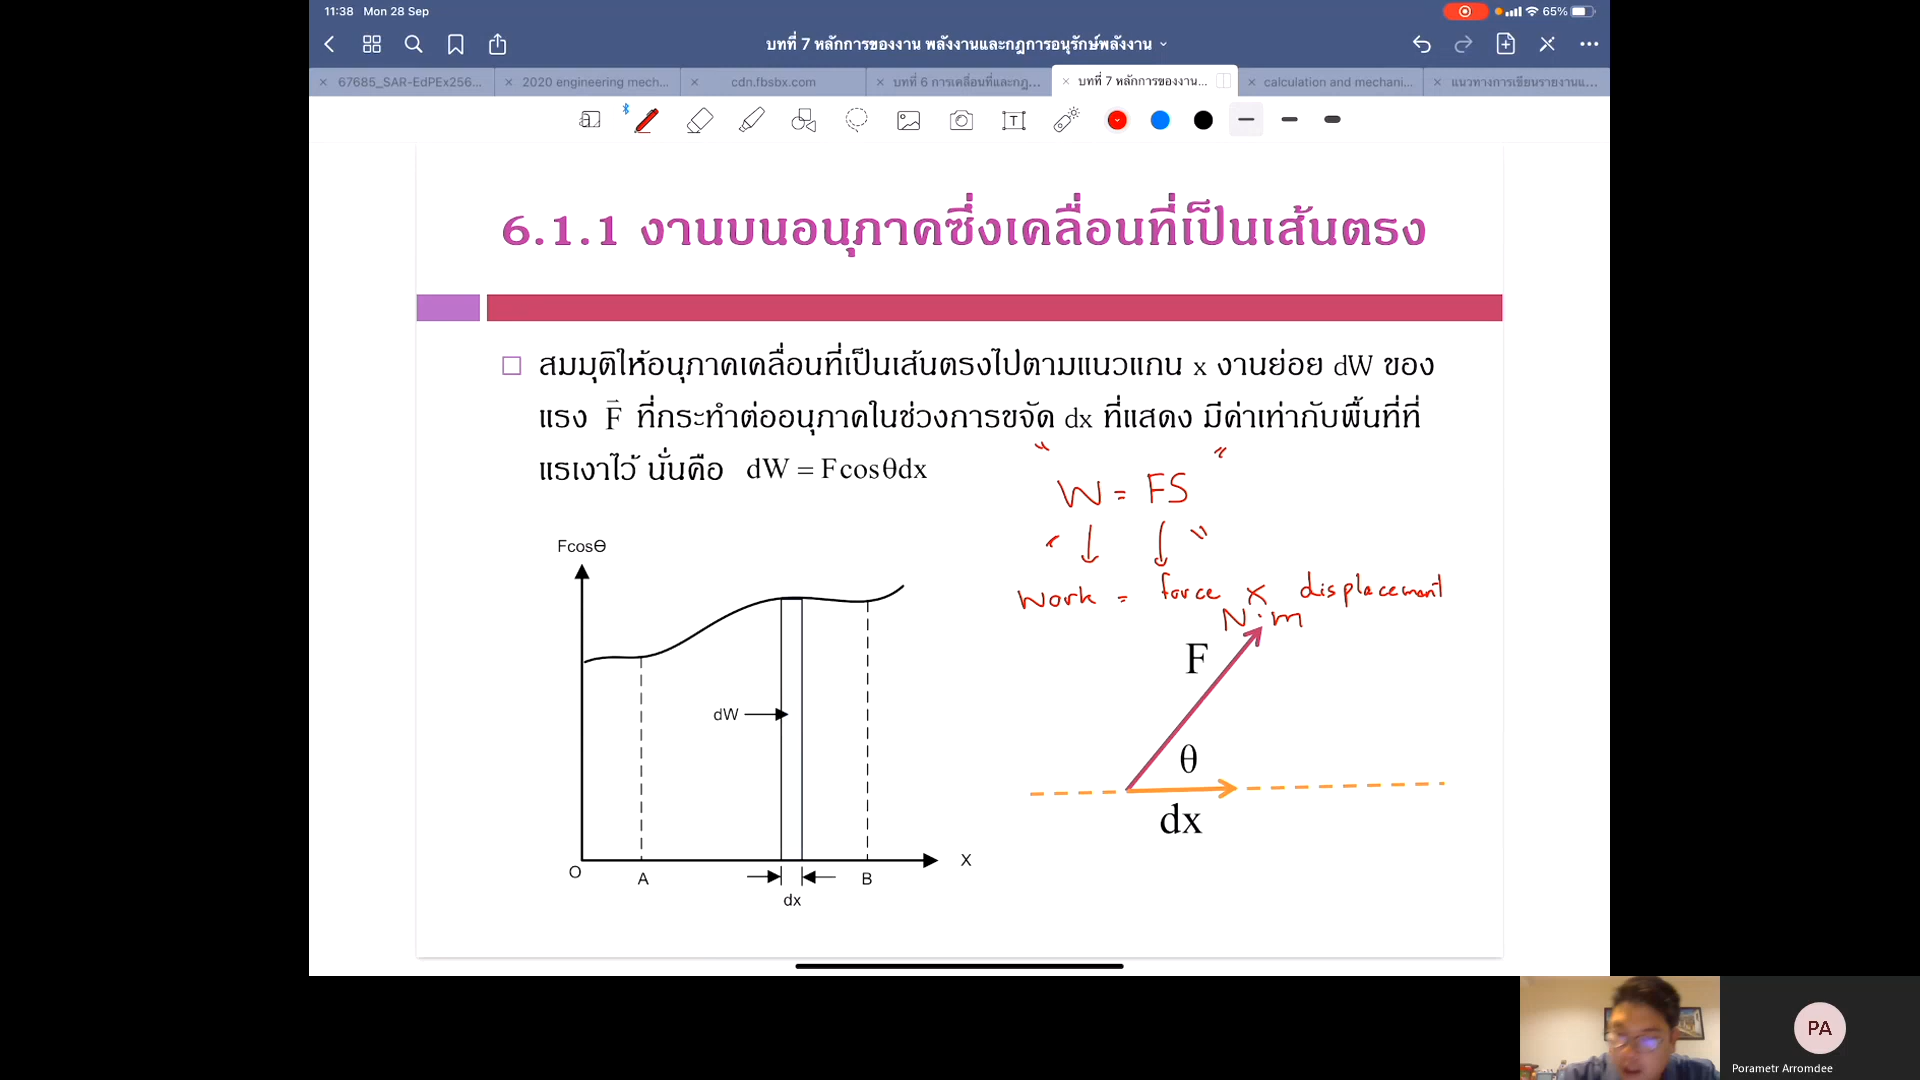 11:38 Mon 28 Sep
65%
บทที่ 7 หลักการของงาน พลังงานและกฎการอนุรักษ์พลังงาน
67685_SAR-EdPEx256...
2020 engineering mech...
cdn.fbsbx.com
บทที่ 6 การเคลื่อนที่และกฎ...
บทที่ 7 หลักการของงาน...
calculation and mechani...
แนวทางการเขียนรายงานแ...
6.1.1 งานบนอนุภาคซึ่งเคลื่อนที่เป็นเส้นตรง
สมมุติให้อนุภาคเคลื่อนที่เป็นเส้นตรงไปตามแนวแกน x งานย่อย dW ของ
แรง F⃗ ที่กระทำต่ออนุภาคในช่วงการขจัด dx ที่แสดง มีค่าเท่ากับพื้นที่ที่
แรเงาไว้ นั่นคือ dW = Fcosθdx
" W = FS "
Work = force × displacement
N·m
Fcosθ
dW
O
A
B
X
dx
F
θ
dx
PA
Porametr Arromdee